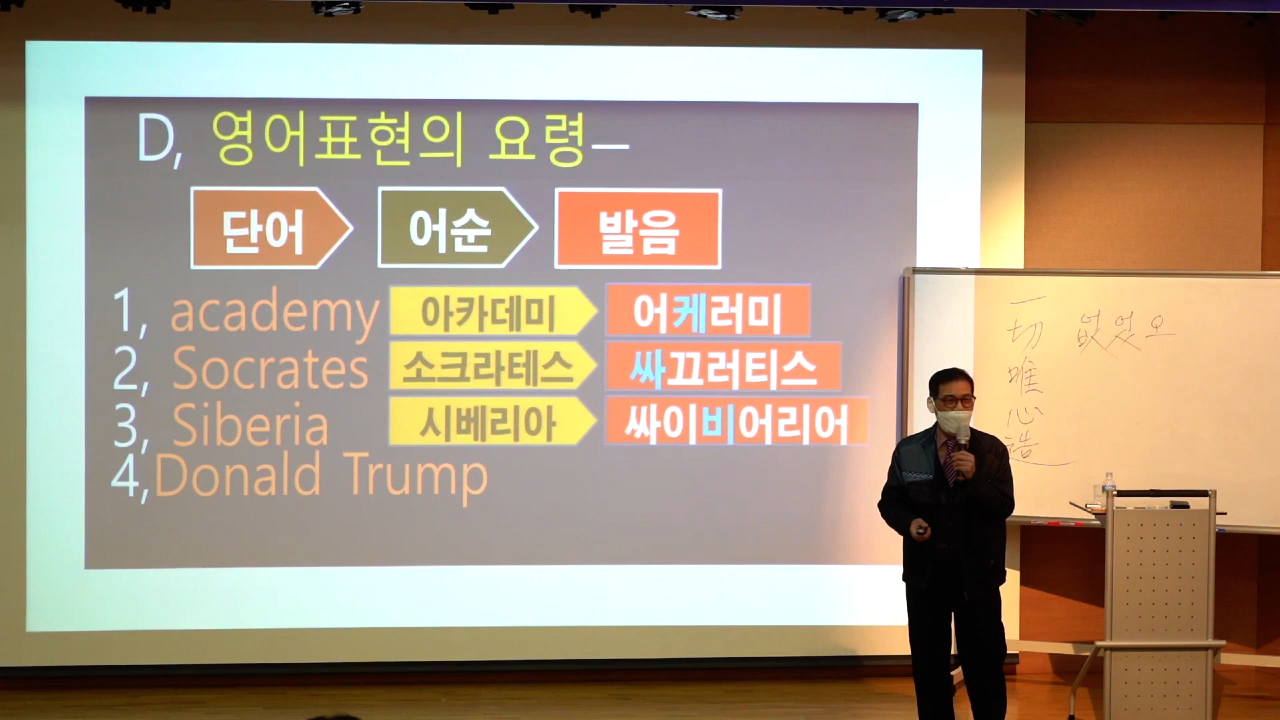 D, 영어표현의 요령—
단어 어순 발음
1, academy 아카데미 어케러미
2, Socrates 소크라테스 싸끄러티스
3, Siberia 시베리아 싸이비어리어
4,Donald Trump
一切唯心造
없었오